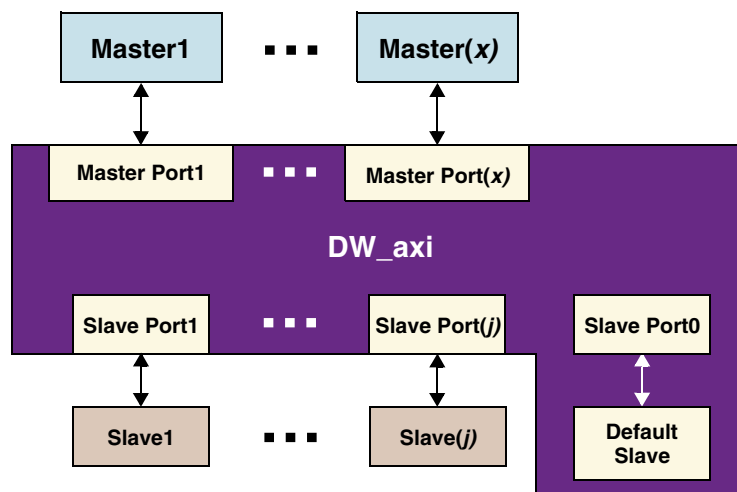 Master1
Master(x)
Master Port1
Master Port(x)
DW_axi
Slave Port1
Slave Port(j)
Slave Port0
Slave1
Slave(j)
Default
Slave